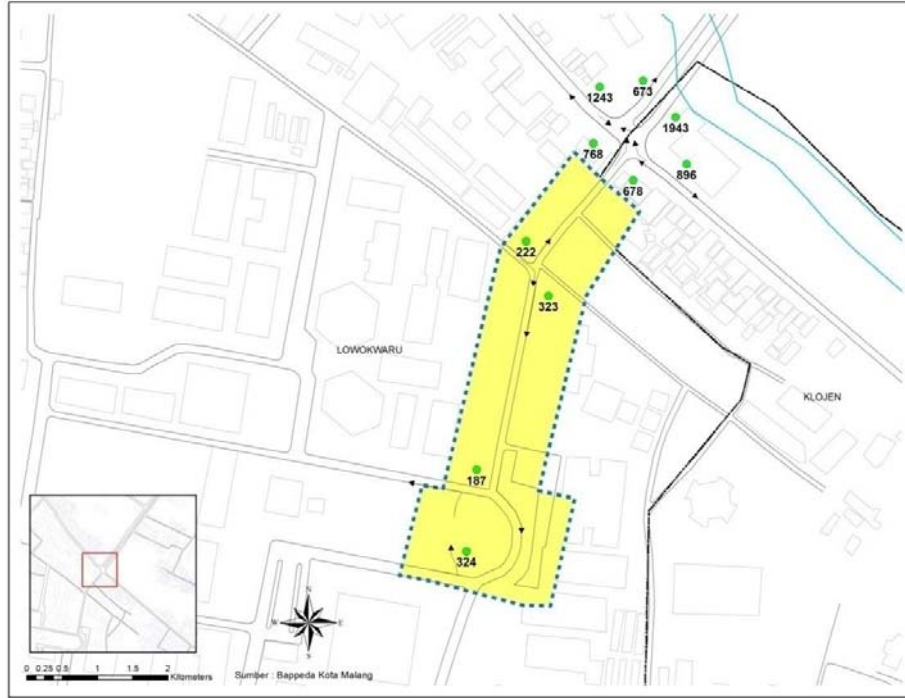 1243
673
1943
768
896
678
222
323
LOWOKWARU
KLOJEN
187
324
N
W E
S
0 0.25 0.5 1 1.5 2
Kilometers
Sumber : Bappeda Kota Malang